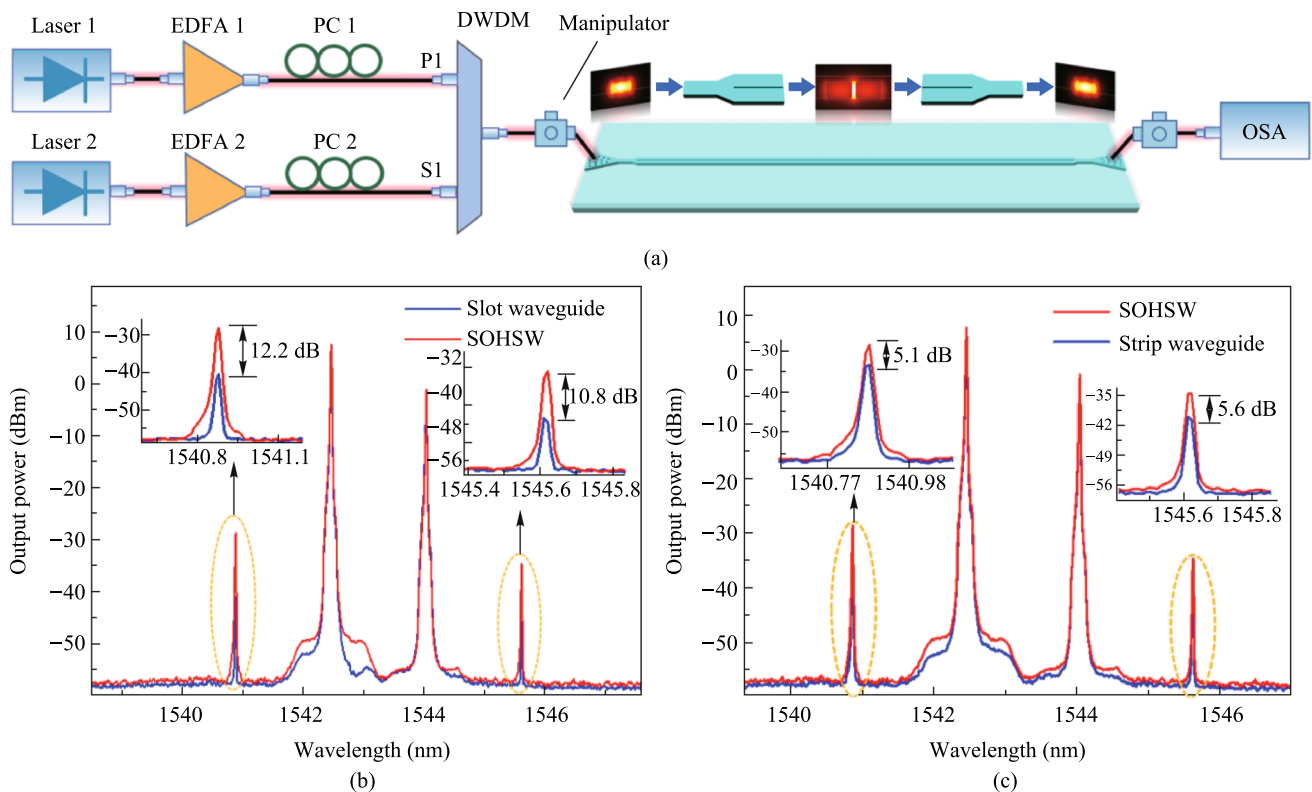 Laser 1
EDFA 1
PC 1
P1
DWDM
Manipulator
Laser 2
EDFA 2
PC 2
S1
OSA
(a)
Output power (dBm)
10
0
−10
−20
−30
−40
−50
Slot waveguide
SOHSW
−30
−40
−50
12.2 dB
1540.8 1541.1
−32
−40
−48
−56
10.8 dB
1545.4 1545.6 1545.8
1540 1542 1544 1546
Wavelength (nm)
(b)
Output power (dBm)
10
0
−10
−20
−30
−40
−50
SOHSW
Strip waveguide
−30
−40
−50
5.1 dB
1540.77 1540.98
−35
−42
−49
−56
5.6 dB
1545.6 1545.8
1540 1542 1544 1546
Wavelength (nm)
(c)